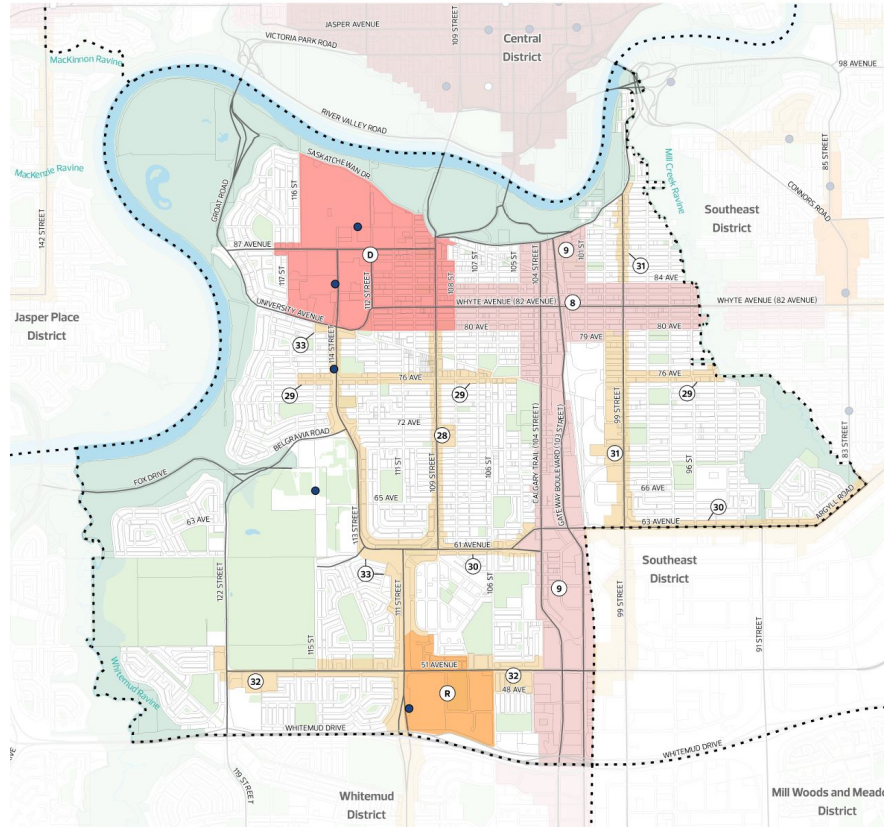 JASPER AVENUE
VICTORIA PARK ROAD
109 STREET
Central
District
MacKinnon Ravine
98 AVENUE
RIVER VALLEY ROAD
SASKATCHEWAN DR
MacKenzie Ravine
142 STREET
GROAT ROAD
116 ST
Mill Creek Ravine
85 STREET
CONNORS ROAD
Southeast
District
87 AVENUE
D
117 ST
112 STREET
108 ST
107 ST
105 ST
104 STREET
9
101 ST
31
84 AVE
UNIVERSITY AVENUE
WHYTE AVENUE (82 AVENUE)
8
WHYTE AVENUE (82 AVENUE)
Jasper Place
District
80 AVE
79 AVE
80 AVE
33
114 STREET
29
76 AVE
29
76 AVE
29
72 AVE
28
BELGRAVIA ROAD
111 ST
109 STREET
106 ST
CALGARY TRAIL (104 STREET)
GATEWAY BOULEVARD (103 STREET)
99 STREET
31
96 ST
83 STREET
FOX DRIVE
65 AVE
66 AVE
ARGYLL ROAD
63 AVE
63 AVE
30
113 STREET
61 AVENUE
33
30
106 ST
Southeast
District
122 STREET
111 STREET
9
99 STREET
91 STREET
115 ST
Whitemud Ravine
51 AVENUE
32
32
R
48 AVE
WHITEMUD DRIVE
WHITEMUD DRIVE
119 STREET
Whitemud
District
Mill Woods and Meado
District